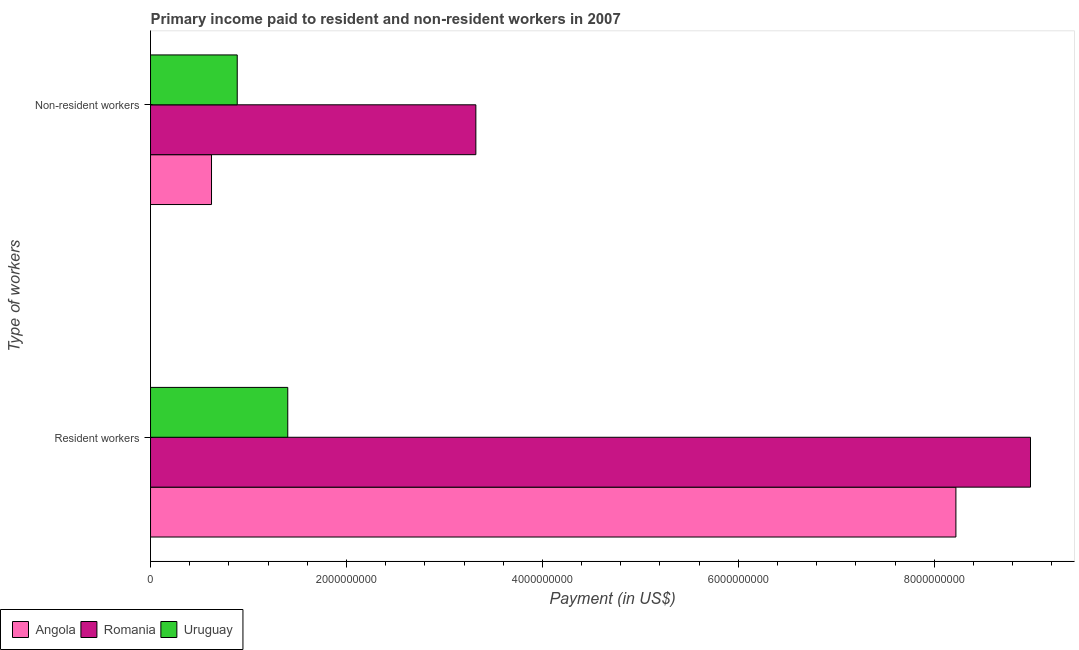 Primary income paid to resident and non-resident workers in 2007
Non-resident workers
Resident workers
Type of workers
0
2000000000
4000000000
6000000000
8000000000
Payment (in US$)
Angola
Romania
Uruguay